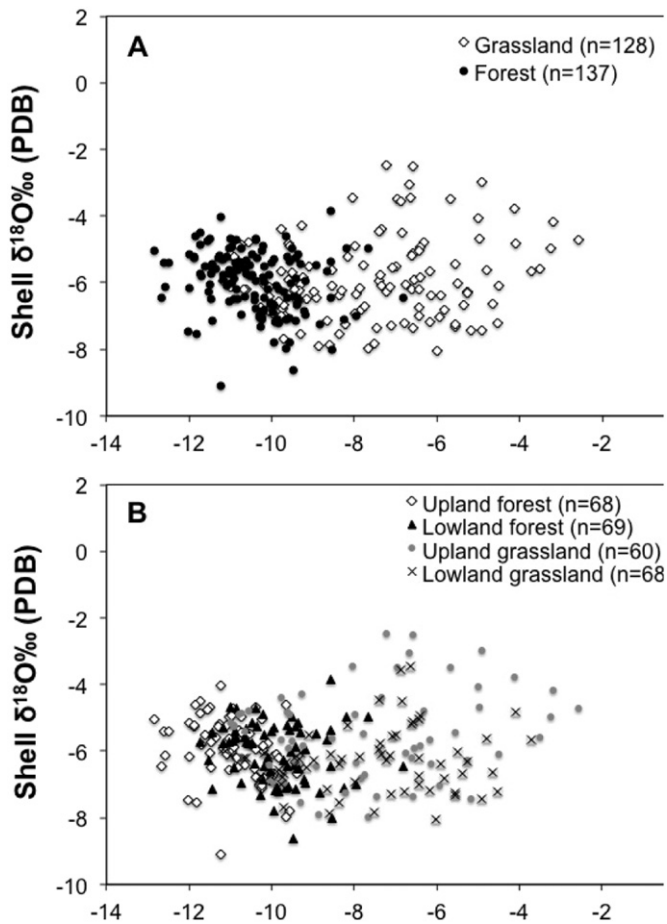 2
A
Grassland (n=128)
Forest (n=137)
0
-2
-4
-6
-8
-10
-14 -12 -10 -8 -6 -4 -2
Shell δ¹⁸O‰ (PDB)
2
B
Upland forest (n=68)
Lowland forest (n=69)
Upland grassland (n=60)
Lowland grassland (n=68
0
-2
-4
-6
-8
-10
-14 -12 -10 -8 -6 -4 -2
Shell δ¹⁸O‰ (PDB)